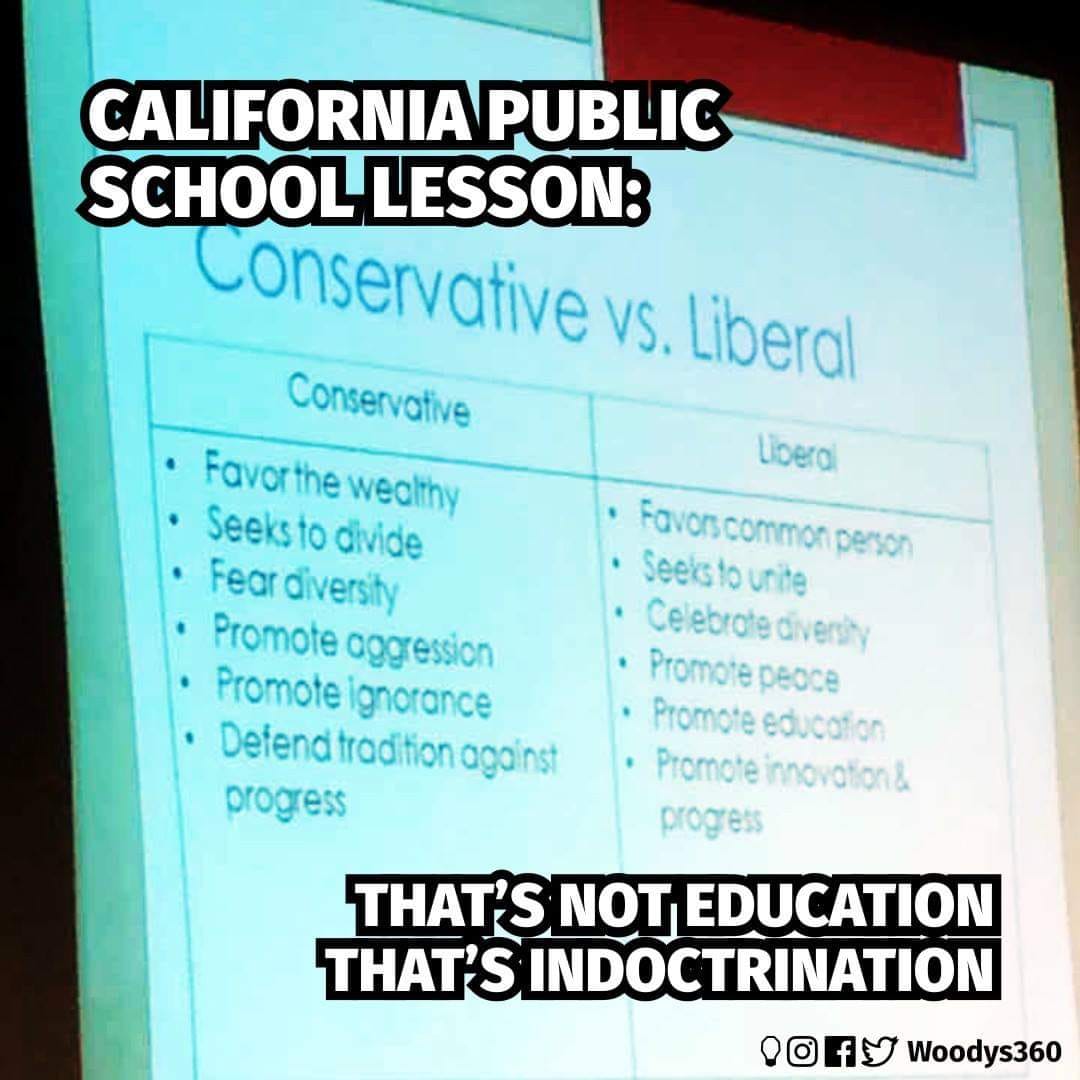 CALIFORNIA PUBLIC
SCHOOL LESSON:
Conservative vs. Liberal
Conservative
• Favor the wealthy
• Seeks to divide
• Fear diversity
• Promote aggression
• Promote ignorance
• Defend tradition against
progress
Liberal
• Favors common person
• Seeks to unite
• Celebrate diversity
• Promote peace
• Promote education
• Promote innovation &
progress
THAT'S NOT EDUCATION
THAT'S INDOCTRINATION
Woodys360